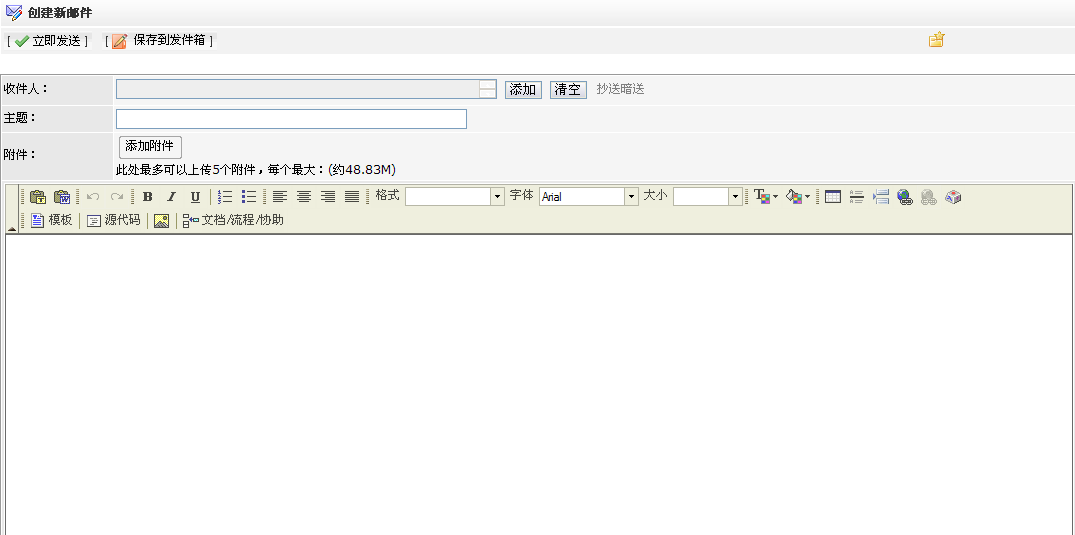 创建新邮件
[ 立即发送 ] [ 保存到发件箱 ]
收件人： 添加 清空 抄送暗送
主题：
附件： 添加附件
此处最多可以上传5个附件，每个最大：(约48.83M)
B I U 格式 字体 Arial 大小
模板 源代码 文档/流程/协助